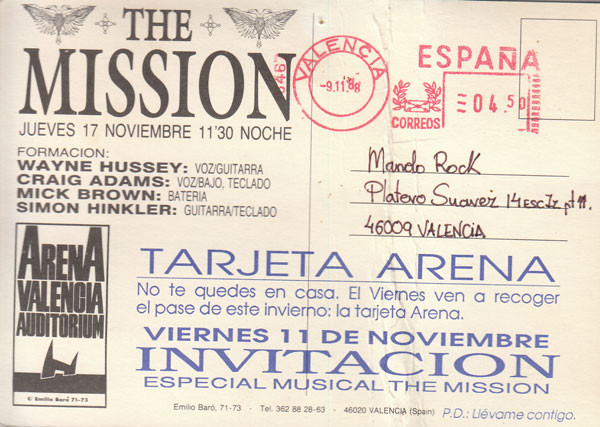 THE
MISSION
JUEVES 17 NOVIEMBRE 11'30 NOCHE
FORMACION:
WAYNE HUSSEY: VOZ/GUITARRA
CRAIG ADAMS: VOZ/BAJO, TECLADO
MICK BROWN: BATERIA
SIMON HINKLER: GUITARRA/TECLADO
VALENCIA
-9.11.88
ESPAÑA
04.50
CORREOS
Manolo Rock
Platero Suarez 14 esc Iz pt 11.
46009 VALENCIA
ARENA
VALENCIA
AUDITORIUM
C/ Emilio Baró 71-73
TARJETA ARENA
No te quedes en casa. El Viernes ven a recoger
el pase de este invierno: la tarjeta Arena.
VIERNES 11 DE NOVIEMBRE
INVITACION
ESPECIAL MUSICAL THE MISSION
Emilio Baró, 71-73 - Tel. 362 88 28-63 - 46020 VALENCIA (Spain)
P.D.: Llévame contigo.